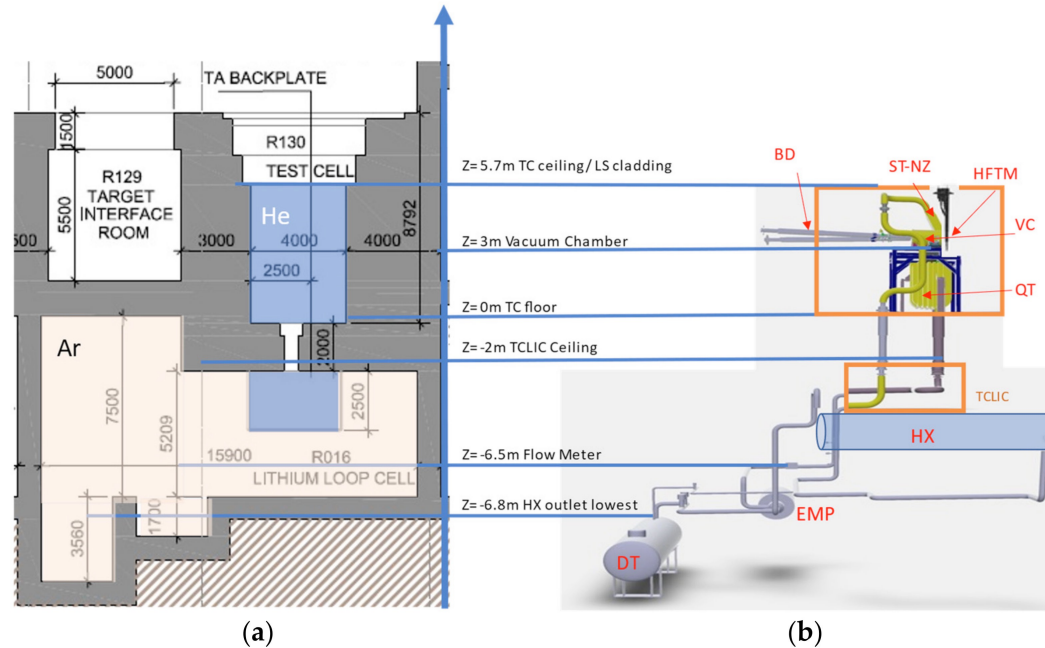 5000
TA BACKPLATE
1500
R130
TEST CELL
R129
TARGET
INTERFACE
ROOM
5500
He
8792
500
3000
4000
4000
2500
Ar
2000
7500
5209
2500
15900
R016
LITHIUM LOOP CELL
1700
3560
Z= 5.7m TC ceiling/ LS cladding
Z= 3m Vacuum Chamber
Z= 0m TC floor
Z= -2m TCLIC Ceiling
Z= -6.5m Flow Meter
Z= -6.8m HX outlet lowest
BD
ST-NZ
HFTM
VC
QT
TCLIC
HX
EMP
DT
(a)
(b)